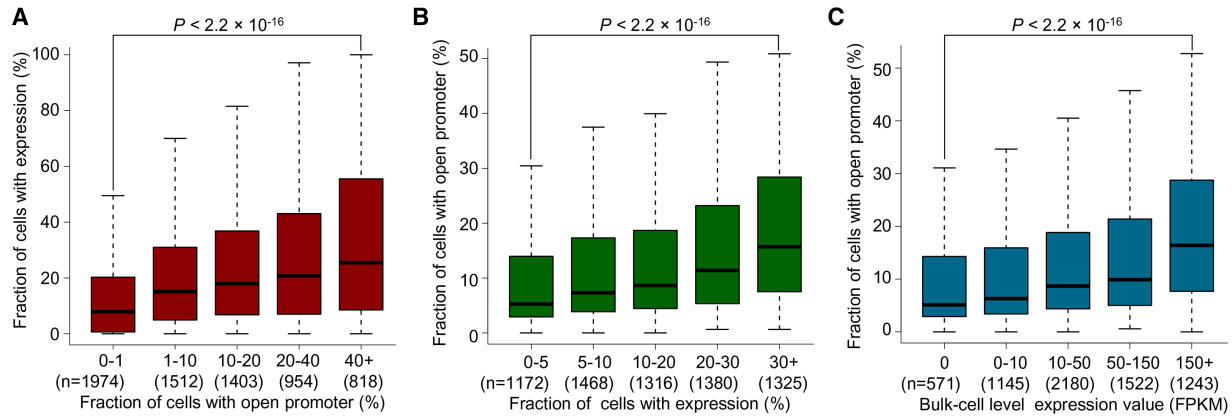 A
P < 2.2 × 10-16
Fraction of cells with expression (%)
100
80
60
40
20
0
0-1 1-10 10-20 20-40 40+
(n=1974) (1512) (1403) (954) (818)
Fraction of cells with open promoter (%)
B
P < 2.2 × 10-16
Fraction of cells with open promoter (%)
50
40
30
20
10
0
0-5 5-10 10-20 20-30 30+
(n=1172) (1468) (1316) (1380) (1325)
Fraction of cells with expression (%)
C
P < 2.2 × 10-16
Fraction of cells with open promoter (%)
50
40
30
20
10
0
0 0-10 10-50 50-150 150+
(n=571) (1145) (2180) (1522) (1243)
Bulk-cell level expression value (FPKM)